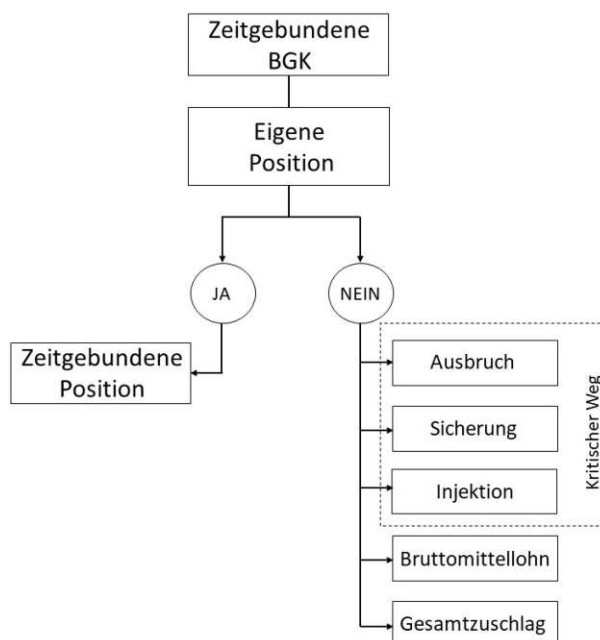 Zeitgebundene
BGK
Eigene
Position
JA
NEIN
Zeitgebundene
Position
Ausbruch
Sicherung
Injektion
Kritischer Weg
Bruttomittellohn
Gesamtzuschlag